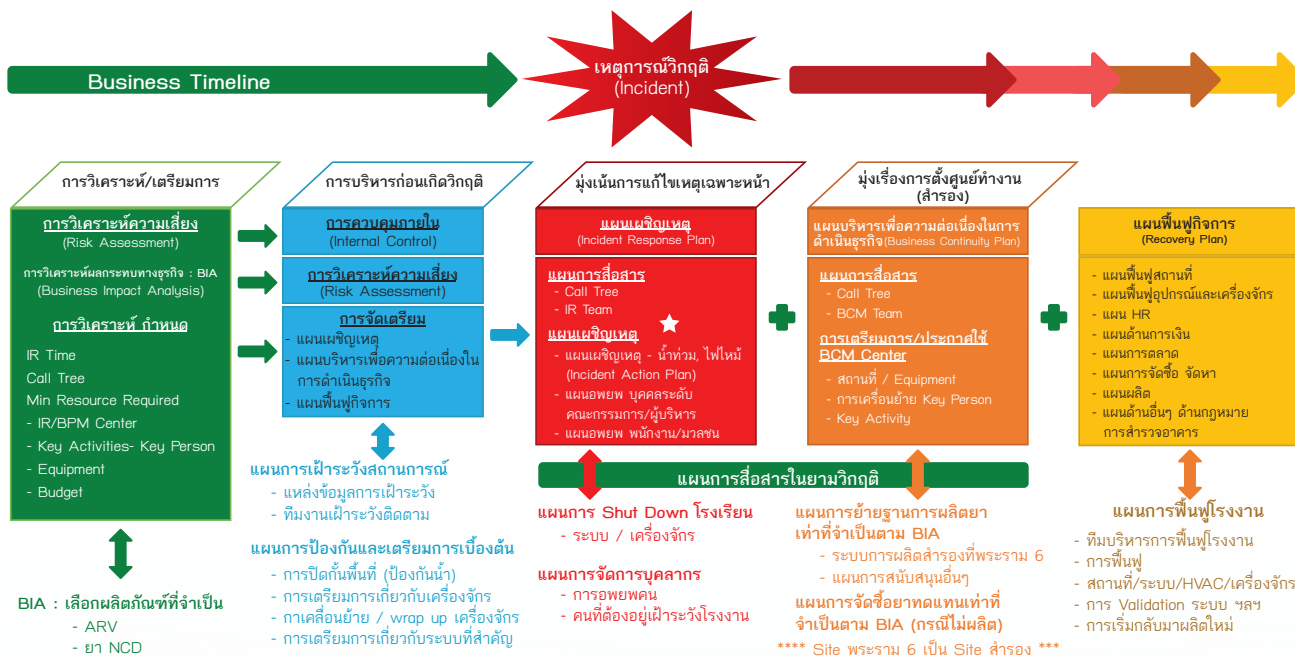 Business Timeline
เหตุการณ์วิกฤติ
(Incident)
การวิเคราะห์/เตรียมการ
การวิเคราะห์ความเสี่ยง
(Risk Assessment)
การวิเคราะห์ผลกระทบทางธุรกิจ : BIA
(Business Impact Analysis)
การวิเคราะห์ กำหนด
IR Time
Call Tree
Min Resource Required
- IR/BPM Center
- Key Activities- Key Person
- Equipment
- Budget
BIA : เลือกผลิตภัณฑ์ที่จำเป็น
- ARV
- ยา NCD
การบริหารก่อนเกิดวิกฤติ
การควบคุมภายใน
(Internal Control)
การวิเคราะห์ความเสี่ยง
(Risk Assessment)
การจัดเตรียม
- แผนเผชิญเหตุ
- แผนบริหารเพื่อความต่อเนื่องใน
การดำเนินธุรกิจ
- แผนฟื้นฟูกิจการ
แผนการเฝ้าระวังสถานการณ์
- แหล่งข้อมูลการเฝ้าระวัง
- ทีมงานเฝ้าระวังติดตาม
แผนการป้องกันและเตรียมการเบื้องต้น
- การปิดกั้นพื้นที่ (ป้องกันน้ำ)
- การเตรียมการเกี่ยวกับเครื่องจักร
- กาเคลื่อนย้าย / wrap up เครื่องจักร
- การเตรียมการเกี่ยวกับระบบที่สำคัญ
มุ่งเน้นการแก้ไขเหตุเฉพาะหน้า
แผนเผชิญเหตุ
(Incident Response Plan)
แผนการสื่อสาร
- Call Tree
- IR Team
แผนเผชิญเหตุ
- แผนเผชิญเหตุ - น้ำท่วม, ไฟไหม้
(Incident Action Plan)
- แผนอพยพ บุคคลระดับ
คณะกรรมการ/ผู้บริหาร
- แผนอพยพ พนักงาน/มวลชน
แผนการสื่อสารในยามวิกฤติ
แผนการ Shut Down โรงเรียน
- ระบบ / เครื่องจักร
แผนการจัดการบุคลากร
- การอพยพคน
- คนที่ต้องอยู่เฝ้าระวังโรงงาน
มุ่งเรื่องการตั้งศูนย์ทำงาน
(สำรอง)
แผนบริหารเพื่อความต่อเนื่องในการ
ดำเนินธุรกิจ(Business Continuity Plan)
แผนการสื่อสาร
- Call Tree
- BCM Team
การเตรียมการ/ประกาศใช้
BCM Center
- สถานที่ / Equipment
- การเครื่อนย้าย Key Person
- Key Activity
แผนการย้ายฐานการผลิตยา
เท่าที่จำเป็นตาม BIA
- ระบบการผลิตสำรองที่พระราม 6
- แผนการสนับสนุนอื่นๆ
แผนการจัดซื้อยาทดแทนเท่าที่
จำเป็นตาม BIA (กรณีไม่ผลิต)
**** Site พระราม 6 เป็น Site สำรอง ***
แผนฟื้นฟูกิจการ
(Recovery Plan)
- แผนฟื้นฟูสถานที่
- แผนฟื้นฟูอุปกรณ์และเครื่องจักร
- แผน HR
- แผนด้านการเงิน
- แผนการตลาด
- แผนการจัดซื้อ จัดหา
- แผนผลิต
- แผนด้านอื่นๆ ด้านกฎหมาย
การสำรวจอาคาร
แผนการฟื้นฟูโรงงาน
- ทีมบริหารการฟื้นฟูโรงงาน
- การฟื้นฟู
- สถานที่/ระบบ/HVAC/เครื่องจักร
- การ Validation ระบบ ฯลฯ
- การเริ่มกลับมาผลิตใหม่